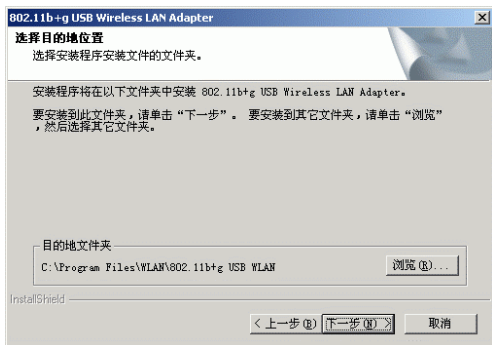 802.11b+g USB Wireless LAN Adapter
选择目的地位置
选择安装程序安装文件的文件夹。
安装程序将在以下文件夹中安装 802.11b+g USB Wireless LAN Adapter。
要安装到此文件夹，请单击“下一步”。 要安装到其它文件夹，请单击“浏览”
，然后选择其它文件夹。
目的地文件夹
C:\Program Files\WLAN\802.11b+g USB WLAN
浏览(R)...
InstallShield
< 上一步(B)
下一步(N) >
取消